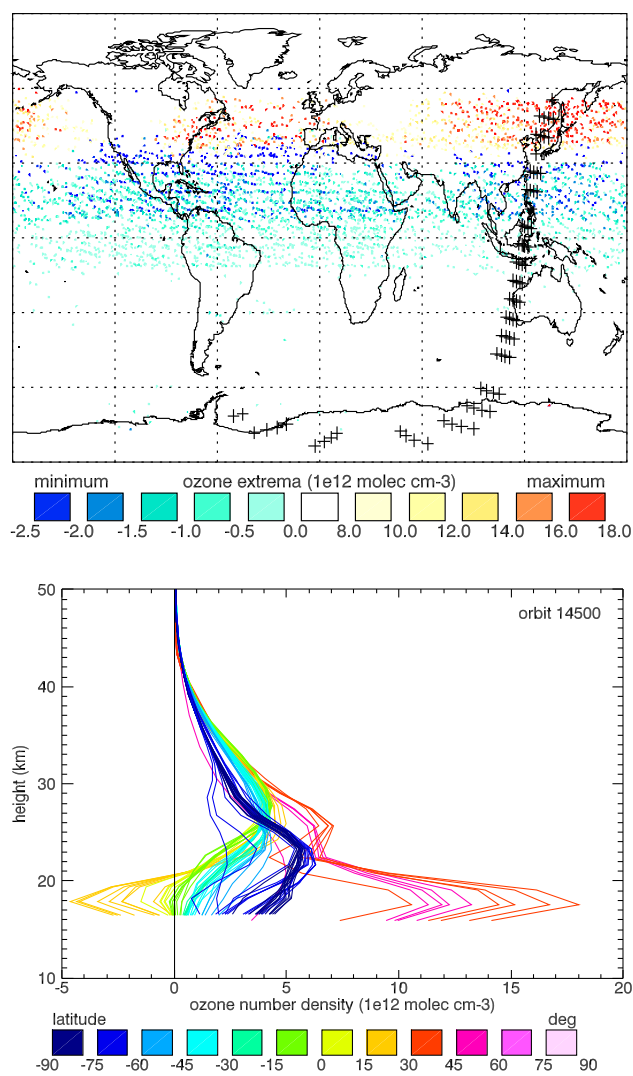 minimum ozone extrema (1e12 molec cm-3) maximum
-2.5 -2.0 -1.5 -1.0 -0.5 0.0 8.0 10.0 12.0 14.0 16.0 18.0
50
orbit 14500
40
height (km)
30
20
10
-5 0 5 10 15 20
ozone number density (1e12 molec cm-3)
latitude deg
-90 -75 -60 -45 -30 -15 0 15 30 45 60 75 90